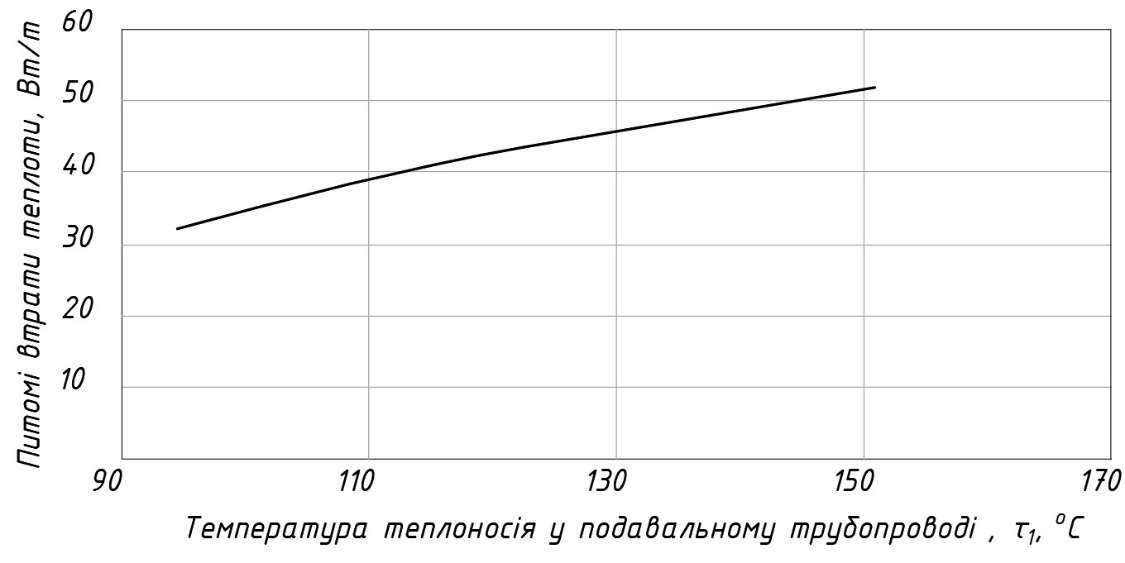 Питомі втрати теплоти, Вт/м
60
50
40
30
20
10
90 110 130 150 170
Температура теплоносія у подавальному трубопроводі , τ1, °С